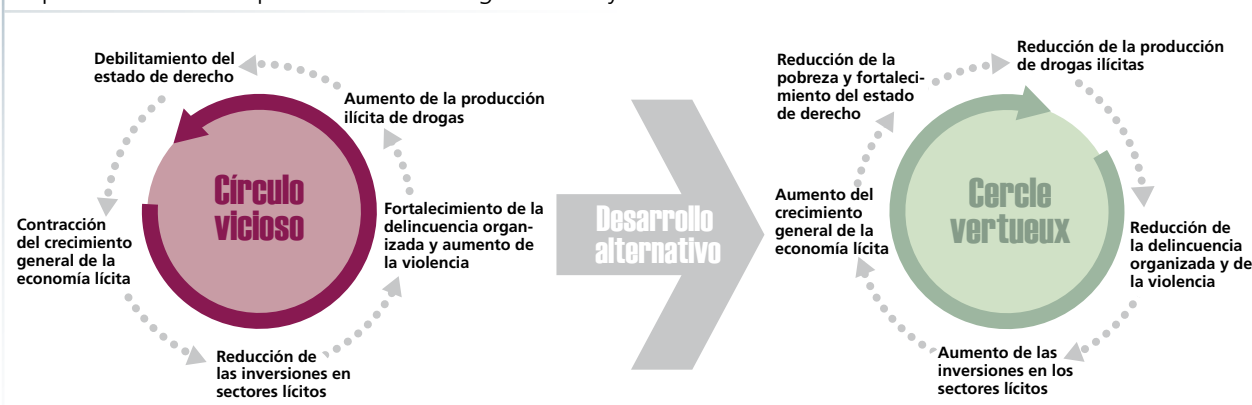 Debilitamiento del
estado de derecho
Aumento de la producción
ilícita de drogas
Círculo
vicioso
Contracción
del crecimiento
general de la
economía lícita
Fortalecimiento de la
delincuencia organ-
izada y aumento de
la violencia
Reducción de
las inversiones en
sectores lícitos
Desarrollo
alternativo
Reducción de la
pobreza y fortaleci-
miento del estado
de derecho
Reducción de la producción
de drogas ilícitas
Cercle
vertueux
Aumento del
crecimiento
general de la
economía lícita
Reducción de
la delincuencia
organizada y de
la violencia
Aumento de las
inversiones en los
sectores lícitos